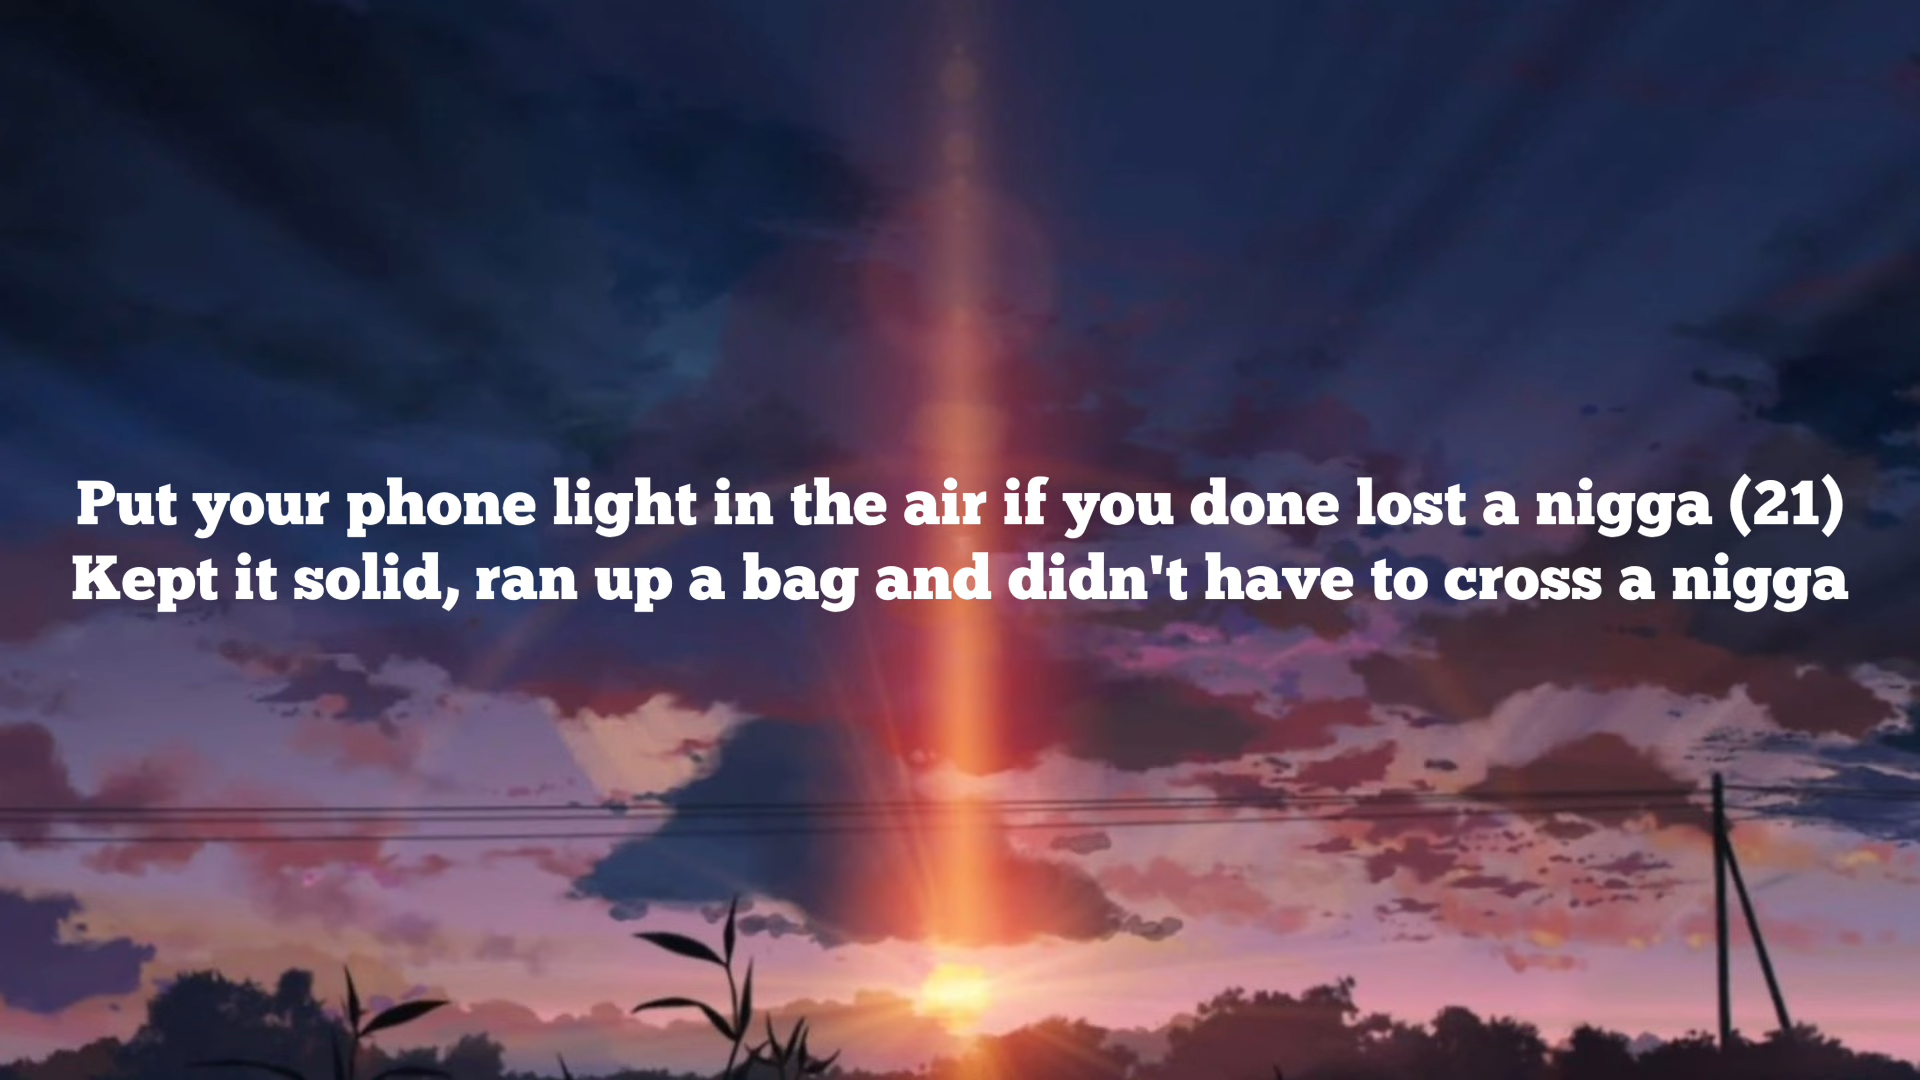 Put your phone light in the air if you done lost a nigga (21)
Kept it solid, ran up a bag and didn't have to cross a nigga